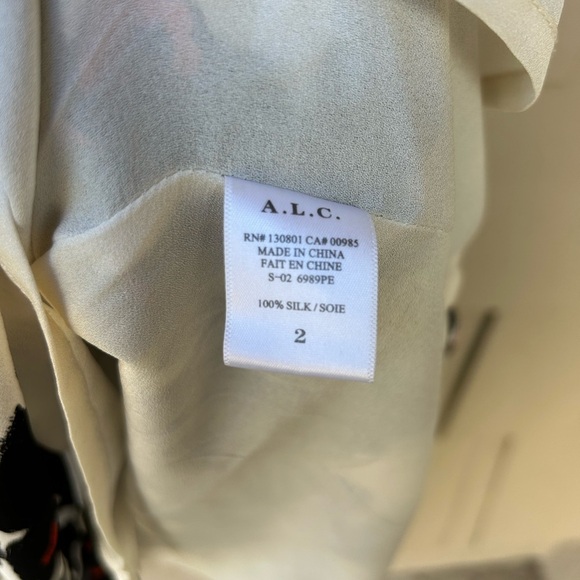 A.L.C.
RN# 130801 CA# 00985
MADE IN CHINA
FAIT EN CHINE
S-02 6989PE
100% SILK / SOIE
2